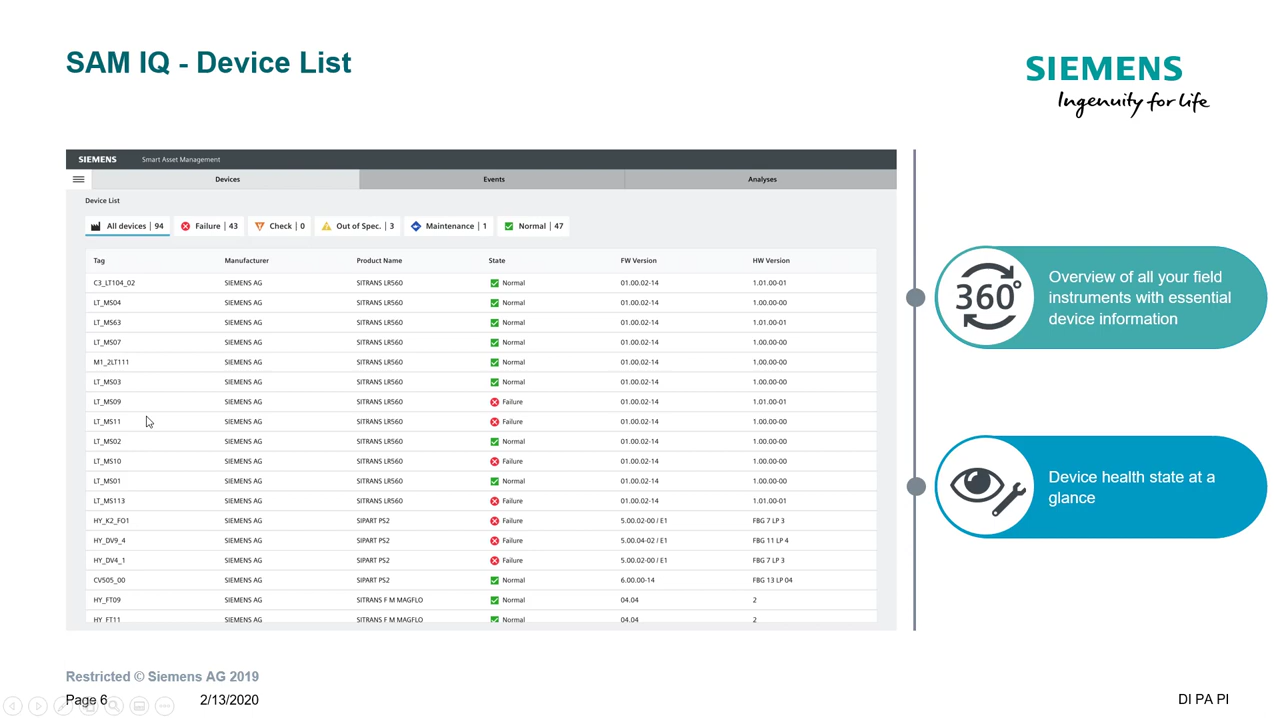 SAM IQ - Device List
SIEMENS
Ingenuity for life
SIEMENS Smart Asset Management
Devices Events Analyses
Device List
All devices | 94 Failure | 43 Check | 0 Out of Spec. | 3 Maintenance | 1 Normal | 47
Tag Manufacturer Product Name State FW Version HW Version
C3_LT104_02 SIEMENS AG SITRANS LR560 Normal 01.00.02-14 1.01.00-01
LT_MS04 SIEMENS AG SITRANS LR560 Normal 01.00.02-14 1.00.00-00
LT_MS63 SIEMENS AG SITRANS LR560 Normal 01.00.02-14 1.01.00-01
LT_MS07 SIEMENS AG SITRANS LR560 Normal 01.00.02-14 1.00.00-00
M1_2LT111 SIEMENS AG SITRANS LR560 Normal 01.00.02-14 1.00.00-00
LT_MS03 SIEMENS AG SITRANS LR560 Normal 01.00.02-14 1.00.00-00
LT_MS09 SIEMENS AG SITRANS LR560 Failure 01.00.02-14 1.01.00-01
LT_MS11 SIEMENS AG SITRANS LR560 Failure 01.00.02-14 1.00.00-00
LT_MS02 SIEMENS AG SITRANS LR560 Normal 01.00.02-14 1.00.00-00
LT_MS10 SIEMENS AG SITRANS LR560 Failure 01.00.02-14 1.00.00-00
LT_MS01 SIEMENS AG SITRANS LR560 Normal 01.00.02-14 1.00.00-00
LT_MS113 SIEMENS AG SITRANS LR560 Failure 01.00.02-14 1.01.00-01
HY_K2_FO1 SIEMENS AG SIPART PS2 Failure 5.00.02-00 / E1 FBG 7 LP 3
HY_DV9_4 SIEMENS AG SIPART PS2 Failure 5.00.04-02 / E1 FBG 11 LP 4
HY_DV4_1 SIEMENS AG SIPART PS2 Failure 5.00.02-00 / E1 FBG 7 LP 3
CV505_00 SIEMENS AG SIPART PS2 Normal 6.00.00-14 FBG 13 LP 04
HY_FT09 SIEMENS AG SITRANS F M MAGFLO Normal 04.04 2
HY_FT11 SIEMENS AG SITRANS F M MAGFLO Normal 04.04 2
360°
Overview of all your field
instruments with essential
device information
Device health state at a
glance
Restricted © Siemens AG 2019
Page 6 2/13/2020 DI PA PI